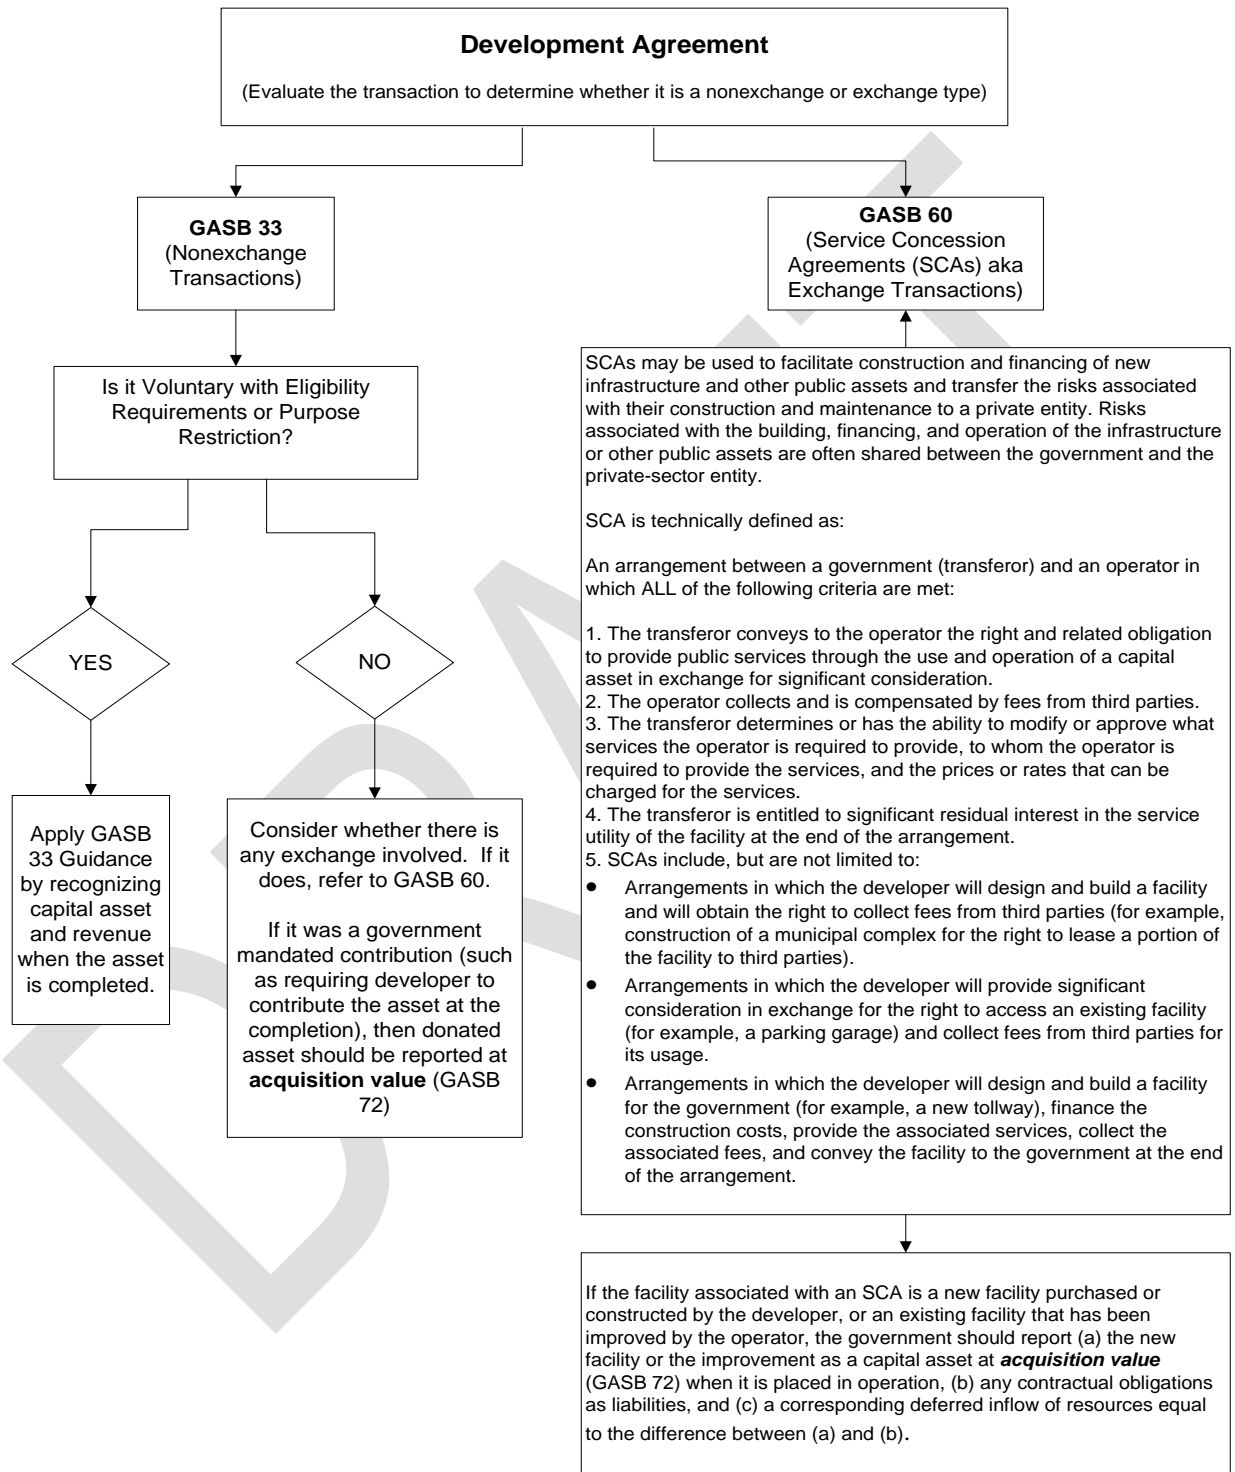 Development Agreement
(Evaluate the transaction to determine whether it is a nonexchange or exchange type)
GASB 33
(Nonexchange
Transactions)
GASB 60
(Service Concession
Agreements (SCAs) aka
Exchange Transactions)
Is it Voluntary with Eligibility
Requirements or Purpose
Restriction?
YES
NO
Apply GASB
33 Guidance
by recognizing
capital asset
and revenue
when the asset
is completed.
Consider whether there is
any exchange involved.  If it
does, refer to GASB 60.
If it was a government
mandated contribution (such
as requiring developer to
contribute the asset at the
completion), then donated
asset should be reported at
acquisition value (GASB
72)
SCAs may be used to facilitate construction and financing of new
infrastructure and other public assets and transfer the risks associated
with their construction and maintenance to a private entity. Risks
associated with the building, financing, and operation of the infrastructure
or other public assets are often shared between the government and the
private-sector entity.
SCA is technically defined as:
An arrangement between a government (transferor) and an operator in
which ALL of the following criteria are met:
1. The transferor conveys to the operator the right and related obligation
to provide public services through the use and operation of a capital
asset in exchange for significant consideration.
2. The operator collects and is compensated by fees from third parties.
3. The transferor determines or has the ability to modify or approve what
services the operator is required to provide, to whom the operator is
required to provide the services, and the prices or rates that can be
charged for the services.
4. The transferor is entitled to significant residual interest in the service
utility of the facility at the end of the arrangement.
5. SCAs include, but are not limited to:
● Arrangements in which the developer will design and build a facility
and will obtain the right to collect fees from third parties (for example,
construction of a municipal complex for the right to lease a portion of
the facility to third parties).
● Arrangements in which the developer will provide significant
consideration in exchange for the right to access an existing facility
(for example, a parking garage) and collect fees from third parties for
its usage.
● Arrangements in which the developer will design and build a facility
for the government (for example, a new tollway), finance the
construction costs, provide the associated services, collect the
associated fees, and convey the facility to the government at the end
of the arrangement.
If the facility associated with an SCA is a new facility purchased or
constructed by the developer, or an existing facility that has been
improved by the operator, the government should report (a) the new
facility or the improvement as a capital asset at acquisition value
(GASB 72) when it is placed in operation, (b) any contractual obligations
as liabilities, and (c) a corresponding deferred inflow of resources equal
to the difference between (a) and (b).
DRAFT